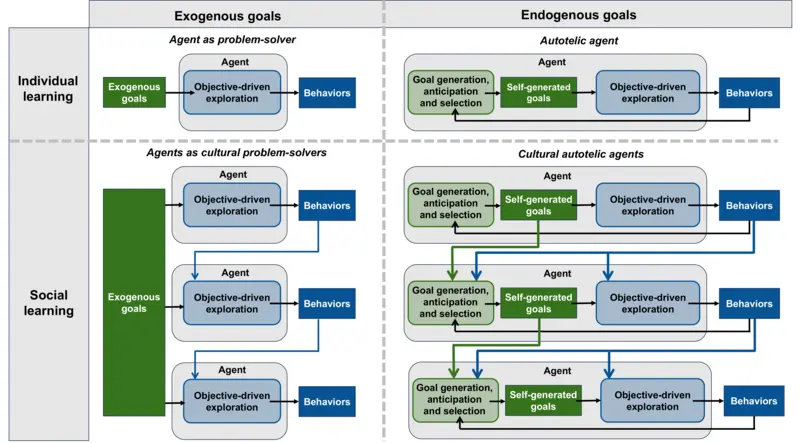 Exogenous goals
Endogenous goals
Individual
learning
Agent as problem-solver
Agent
Exogenous
goals
Objective-driven
exploration
Behaviors
Autotelic agent
Agent
Goal generation,
anticipation
and selection
Self-generated
goals
Objective-driven
exploration
Behaviors
Social
learning
Agents as cultural problem-solvers
Exogenous
goals
Agent
Objective-driven
exploration
Behaviors
Agent
Objective-driven
exploration
Behaviors
Agent
Objective-driven
exploration
Behaviors
Cultural autotelic agents
Agent
Goal generation,
anticipation
and selection
Self-generated
goals
Objective-driven
exploration
Behaviors
Agent
Goal generation,
anticipation
and selection
Self-generated
goals
Objective-driven
exploration
Behaviors
Agent
Goal generation,
anticipation
and selection
Self-generated
goals
Objective-driven
exploration
Behaviors